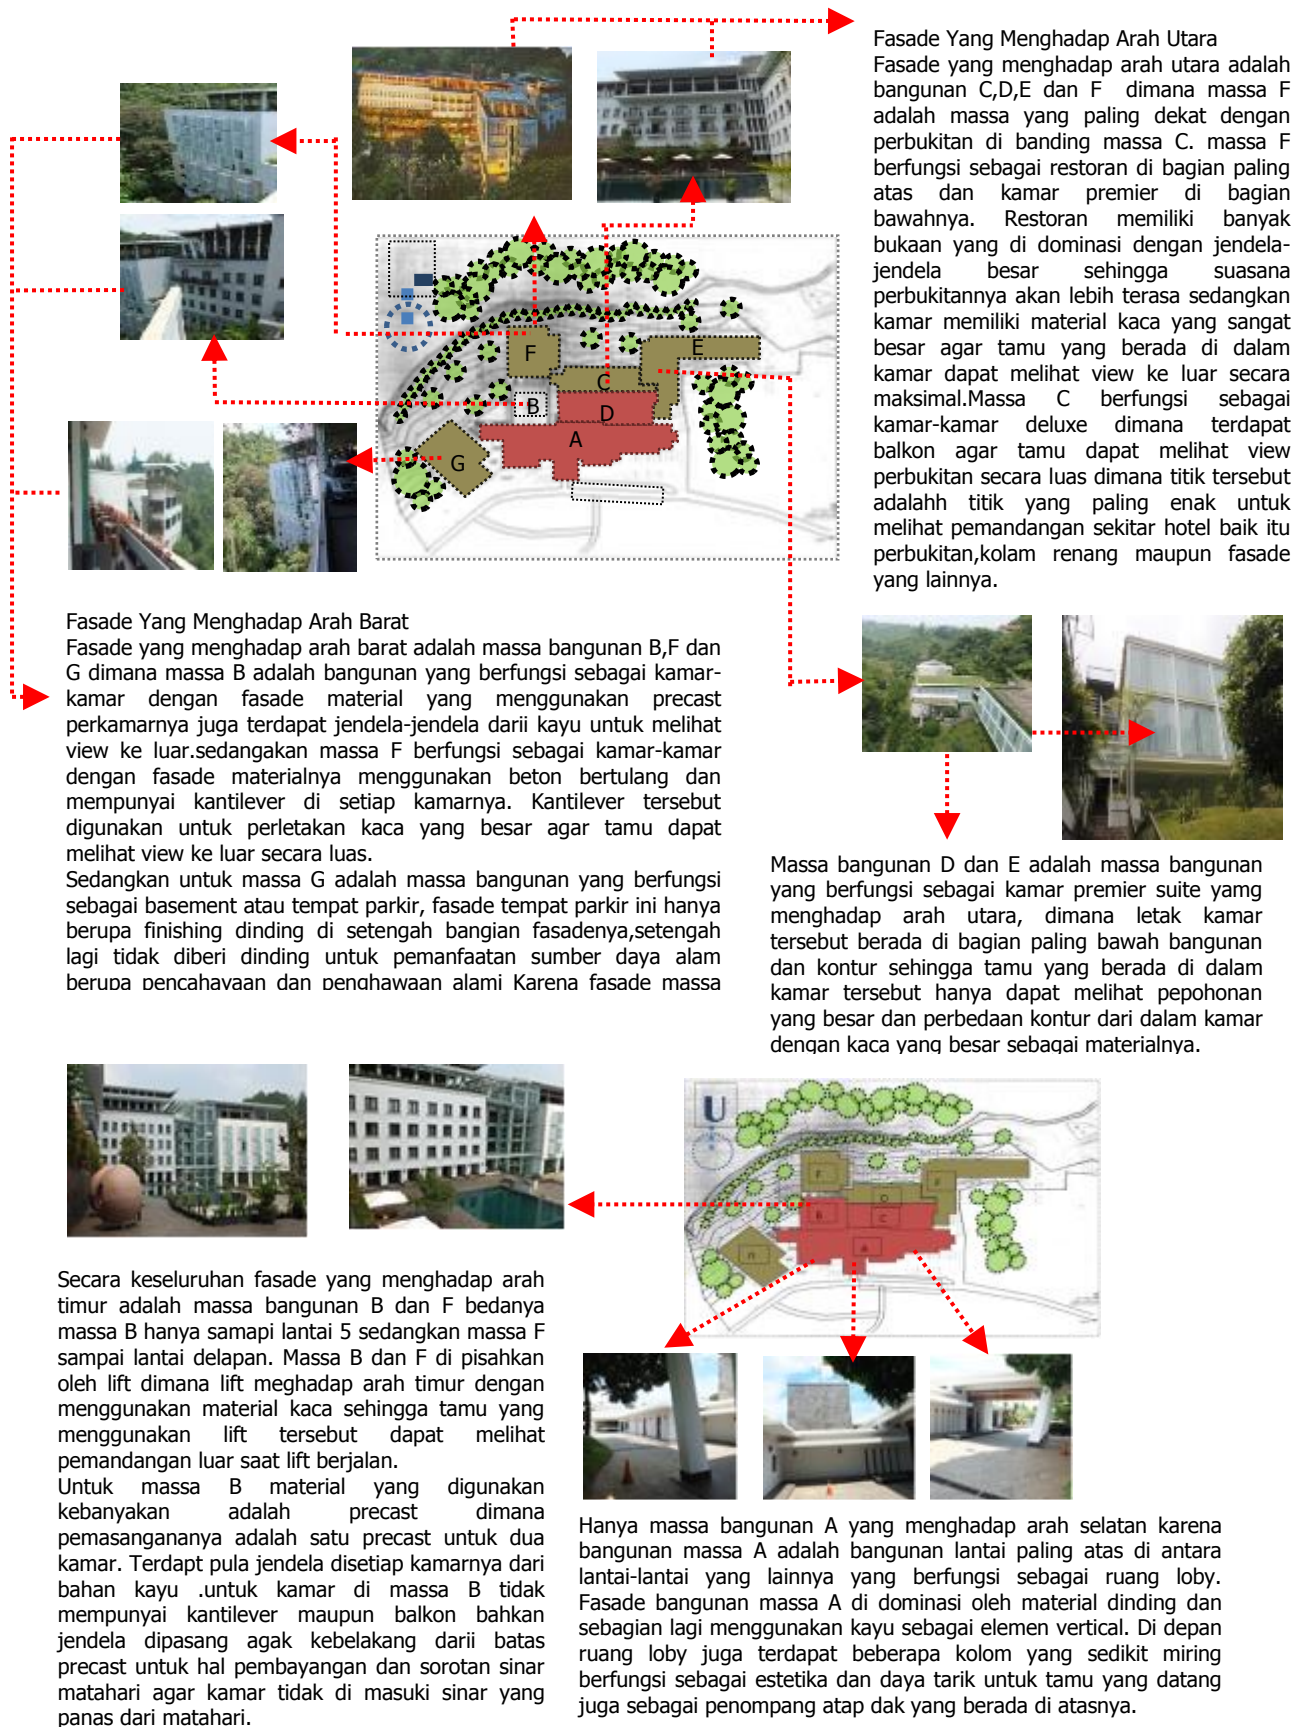 Fasade Yang Menghadap Arah Utara
Fasade yang menghadap arah utara adalah
bangunan C,D,E dan F dimana massa F
adalah massa yang paling dekat dengan
perbukitan di banding massa C. massa F
berfungsi sebagai restoran di bagian paling
atas dan kamar premier di bagian
bawahnya. Restoran memiliki banyak
bukaan yang di dominasi dengan jendela-
jendela besar sehingga suasana
perbukitannya akan lebih terasa sedangkan
kamar memiliki material kaca yang sangat
besar agar tamu yang berada di dalam
kamar dapat melihat view ke luar secara
maksimal.Massa C berfungsi sebagai
kamar-kamar deluxe dimana terdapat
balkon agar tamu dapat melihat view
perbukitan secara luas dimana titik tersebut
adalahh titik yang paling enak untuk
melihat pemandangan sekitar hotel baik itu
perbukitan,kolam renang maupun fasade
yang lainnya.
F
E
C
B
D
A
G
Fasade Yang Menghadap Arah Barat
Fasade yang menghadap arah barat adalah massa bangunan B,F dan
G dimana massa B adalah bangunan yang berfungsi sebagai kamar-
kamar dengan fasade material yang menggunakan precast
perkamarnya juga terdapat jendela-jendela darii kayu untuk melihat
view ke luar.sedangakan massa F berfungsi sebagai kamar-kamar
dengan fasade materialnya menggunakan beton bertulang dan
mempunyai kantilever di setiap kamarnya. Kantilever tersebut
digunakan untuk perletakan kaca yang besar agar tamu dapat
melihat view ke luar secara luas.
Sedangkan untuk massa G adalah massa bangunan yang berfungsi
sebagai basement atau tempat parkir, fasade tempat parkir ini hanya
berupa finishing dinding di setengah bangian fasadenya,setengah
lagi tidak diberi dinding untuk pemanfaatan sumber daya alam
berupa pencahayaan dan penghawaan alami Karena fasade massa
Massa bangunan D dan E adalah massa bangunan
yang berfungsi sebagai kamar premier suite yamg
menghadap arah utara, dimana letak kamar
tersebut berada di bagian paling bawah bangunan
dan kontur sehingga tamu yang berada di dalam
kamar tersebut hanya dapat melihat pepohonan
yang besar dan perbedaan kontur dari dalam kamar
dengan kaca yang besar sebagai materialnya.
U
F
B
C
A
Secara keseluruhan fasade yang menghadap arah
timur adalah massa bangunan B dan F bedanya
massa B hanya samapi lantai 5 sedangkan massa F
sampai lantai delapan. Massa B dan F di pisahkan
oleh lift dimana lift meghadap arah timur dengan
menggunakan material kaca sehingga tamu yang
menggunakan lift tersebut dapat melihat
pemandangan luar saat lift berjalan.
Untuk massa B material yang digunakan
kebanyakan adalah precast dimana
pemasangananya adalah satu precast untuk dua
kamar. Terdapt pula jendela disetiap kamarnya dari
bahan kayu .untuk kamar di massa B tidak
mempunyai kantilever maupun balkon bahkan
jendela dipasang agak kebelakang darii batas
precast untuk hal pembayangan dan sorotan sinar
matahari agar kamar tidak di masuki sinar yang
panas dari matahari.
Hanya massa bangunan A yang menghadap arah selatan karena
bangunan massa A adalah bangunan lantai paling atas di antara
lantai-lantai yang lainnya yang berfungsi sebagai ruang loby.
Fasade bangunan massa A di dominasi oleh material dinding dan
sebagian lagi menggunakan kayu sebagai elemen vertical. Di depan
ruang loby juga terdapat beberapa kolom yang sedikit miring
berfungsi sebagai estetika dan daya tarik untuk tamu yang datang
juga sebagai penompang atap dak yang berada di atasnya.